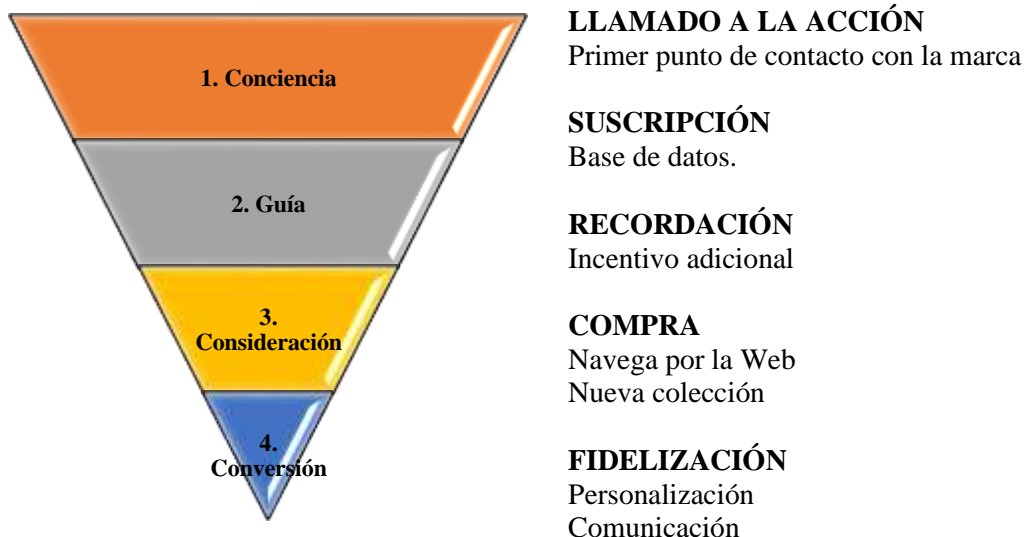 1. Conciencia
2. Guía
3.
Consideración
4.
Conversión
LLAMADO A LA ACCIÓN
Primer punto de contacto con la marca
SUSCRIPCIÓN
Base de datos.
RECORDACIÓN
Incentivo adicional
COMPRA
Navega por la Web
Nueva colección
FIDELIZACIÓN
Personalización
Comunicación